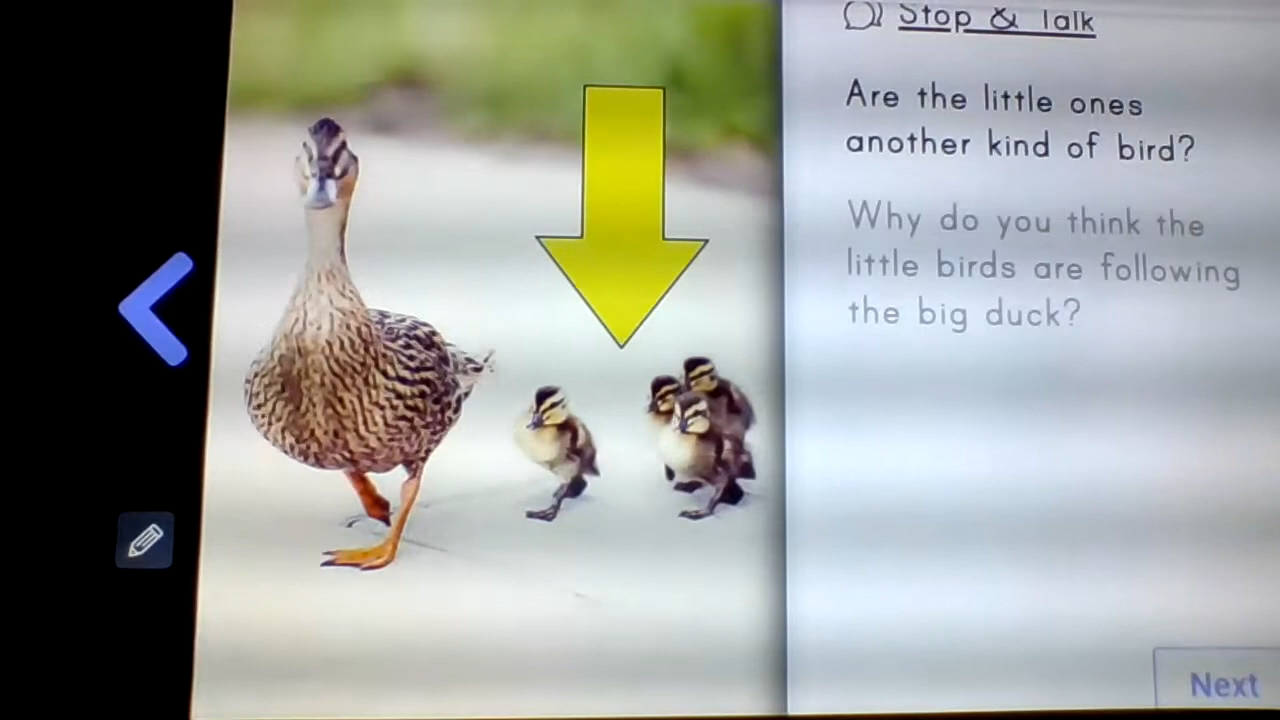 Stop & Talk
Are the little ones
another kind of bird?
Why do you think the
little birds are following
the big duck?
Next